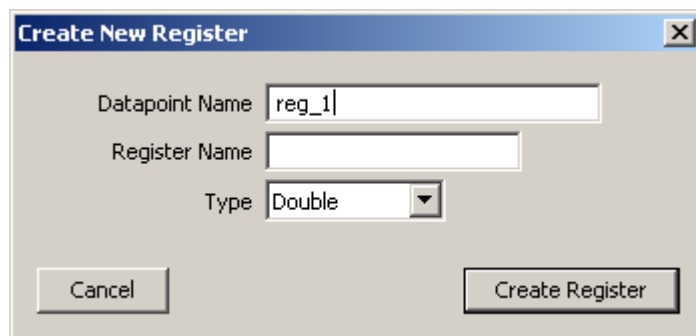 Create New Register
Datapoint Name reg_1
Register Name
Type Double
Cancel Create Register